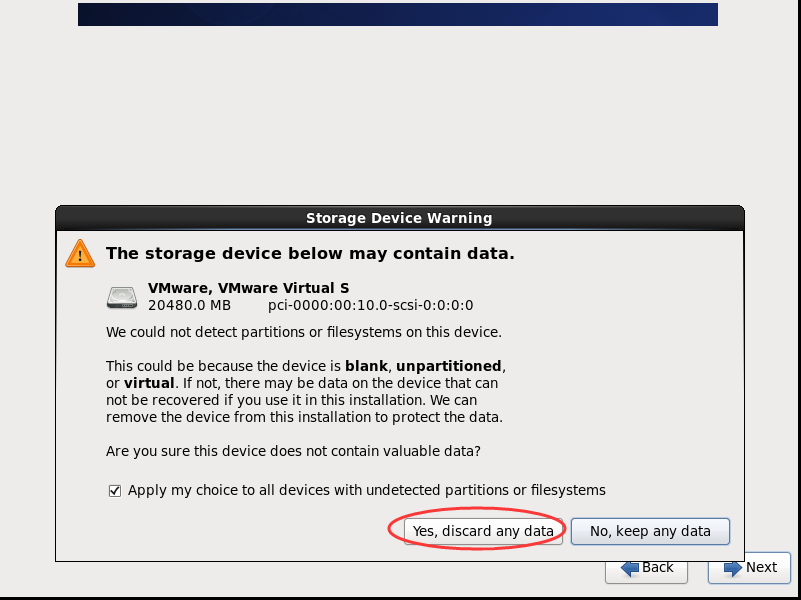 Storage Device Warning
The storage device below may contain data.
VMware, VMware Virtual S
20480.0 MB pci-0000:00:10.0-scsi-0:0:0:0
We could not detect partitions or filesystems on this device.
This could be because the device is blank, unpartitioned,
or virtual. If not, there may be data on the device that can
not be recovered if you use it in this installation. We can
remove the device from this installation to protect the data.
Are you sure this device does not contain valuable data?
Apply my choice to all devices with undetected partitions or filesystems
Yes, discard any data No, keep any data
Back Next